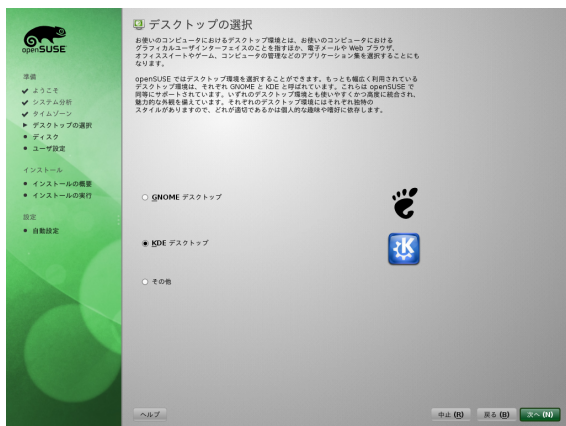 openSUSE
準備
ようこそ
システム分析
タイムゾーン
デスクトップの選択
ディスク
ユーザ設定
インストール
インストールの概要
インストールの実行
設定
自動設定
デスクトップの選択
お使いのコンピュータにおけるデスクトップ環境とは、お使いのコンピュータにおける
グラフィカルユーザインターフェイスのことを指すほか、電子メールや Web ブラウザ、
オフィススイートやゲーム、コンピュータの管理などのアプリケーション集を選択することにも
なります。
openSUSE ではデスクトップ環境を選択することができます。もっとも幅広く利用されている
デスクトップ環境は、それぞれ GNOME と KDE と呼ばれています。これらは openSUSE で
同等にサポートされています。いずれのデスクトップ環境とも使いやすくかつ高度に統合され、
魅力的な外観を備えています。それぞれのデスクトップ環境にはそれぞれ独特の
スタイルがありますので、どれが適切であるかは個人的な趣味や嗜好に依存します。
GNOME デスクトップ
KDE デスクトップ
その他
ヘルプ
中止 (R)
戻る (B)
次へ (N)